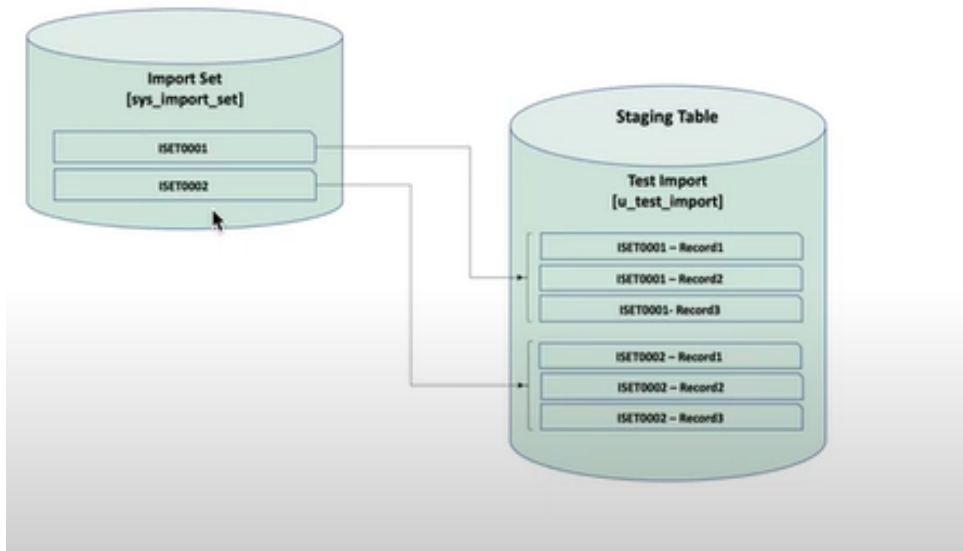 Import Set
[sys_import_set]
ISET0001
ISET0002
Staging Table
Test Import
[u_test_import]
ISET0001 – Record1
ISET0001 – Record2
ISET0001- Record3
ISET0002 – Record1
ISET0002 – Record2
ISET0002 – Record3